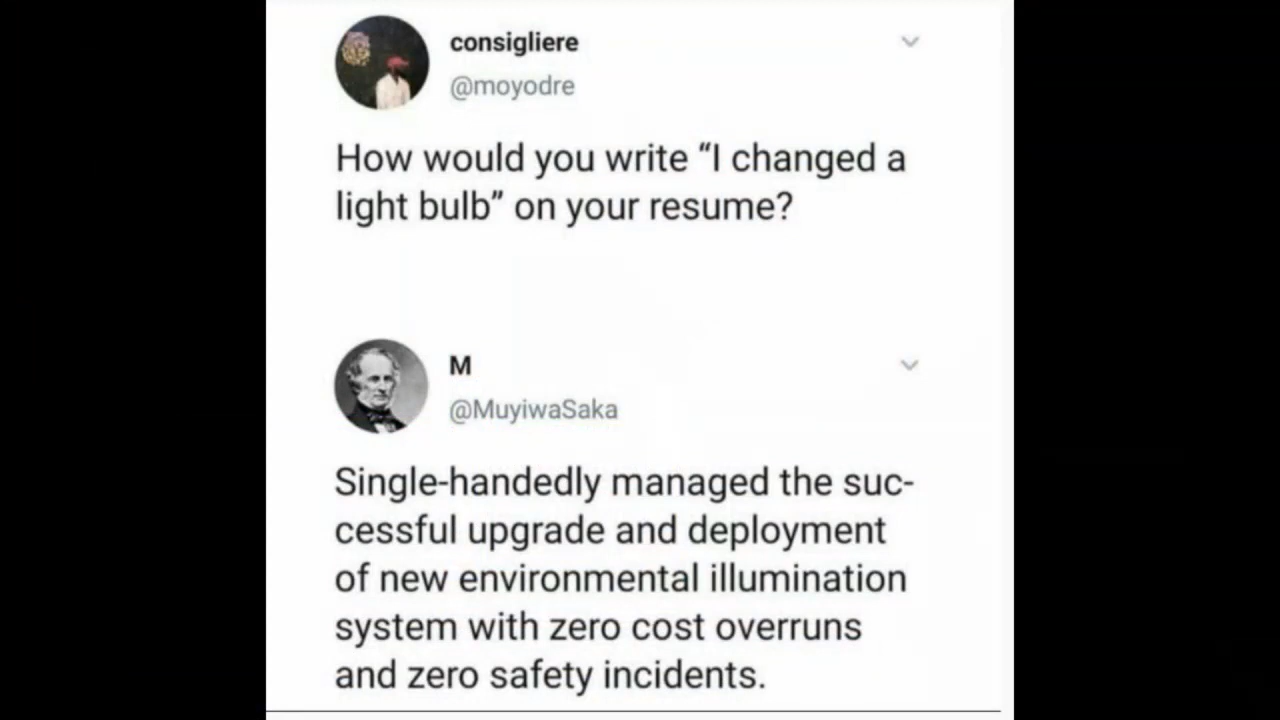 consigliere
@moyodre
How would you write “I changed a
light bulb” on your resume?
M
@MuyiwaSaka
Single-handedly managed the suc-
cessful upgrade and deployment
of new environmental illumination
system with zero cost overruns
and zero safety incidents.